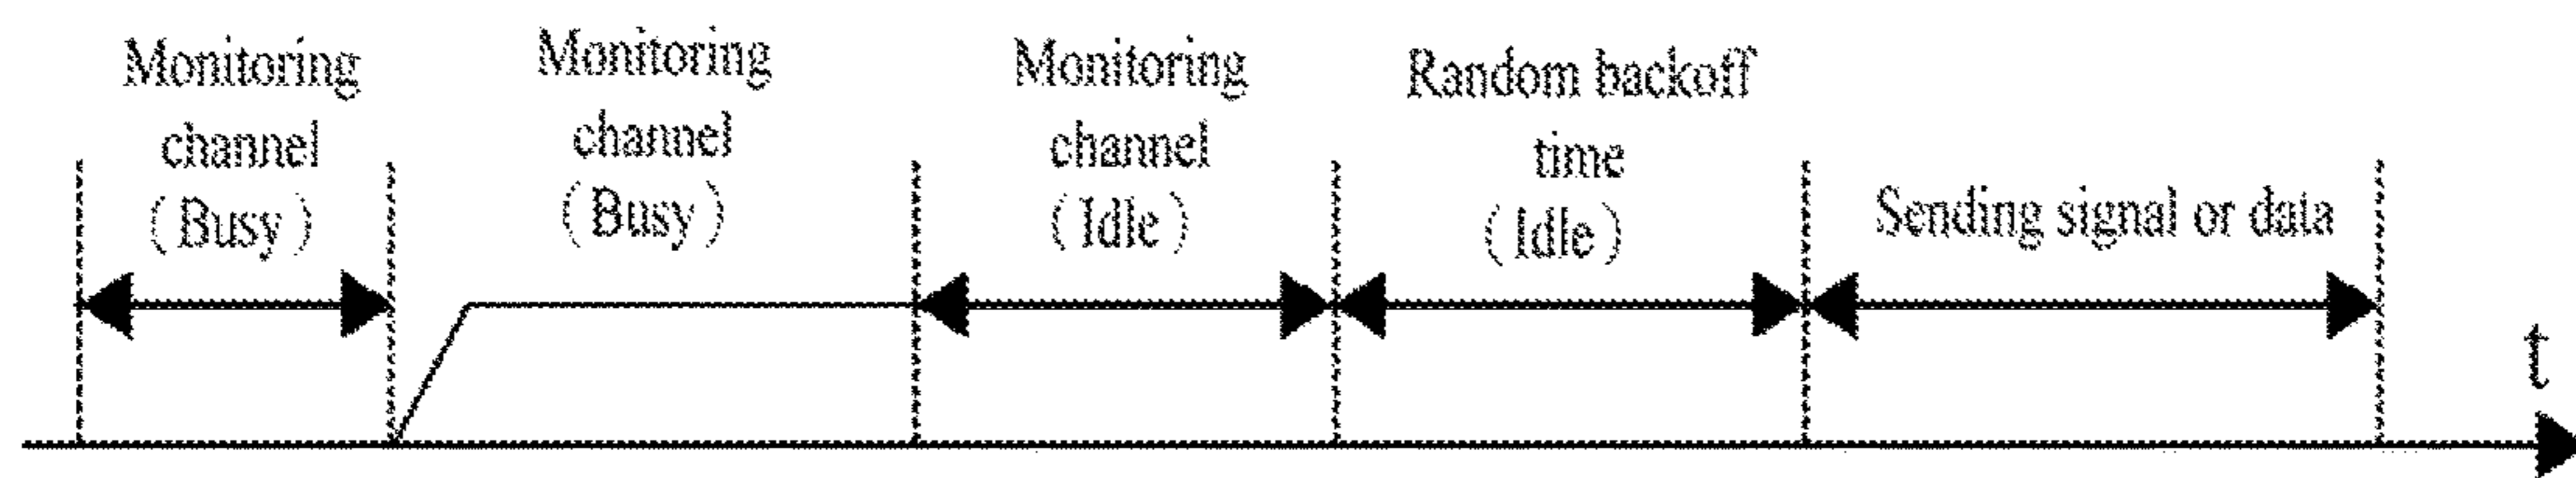 Monitoring
channel
(Busy)
Monitoring
channel
(Busy)
Monitoring
channel
(Idle)
Random backoff
time
(Idle)
Sending signal or data
t